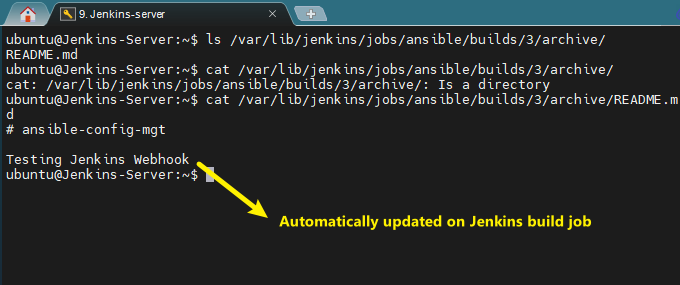 9. Jenkins-server
ubuntu@Jenkins-Server:~$ ls /var/lib/jenkins/jobs/ansible/builds/3/archive/
README.md
ubuntu@Jenkins-Server:~$ cat /var/lib/jenkins/jobs/ansible/builds/3/archive/
cat: /var/lib/jenkins/jobs/ansible/builds/3/archive/: Is a directory
ubuntu@Jenkins-Server:~$ cat /var/lib/jenkins/jobs/ansible/builds/3/archive/README.m
d
# ansible-config-mgt
Testing Jenkins Webhook
ubuntu@Jenkins-Server:~$
Automatically updated on Jenkins build job